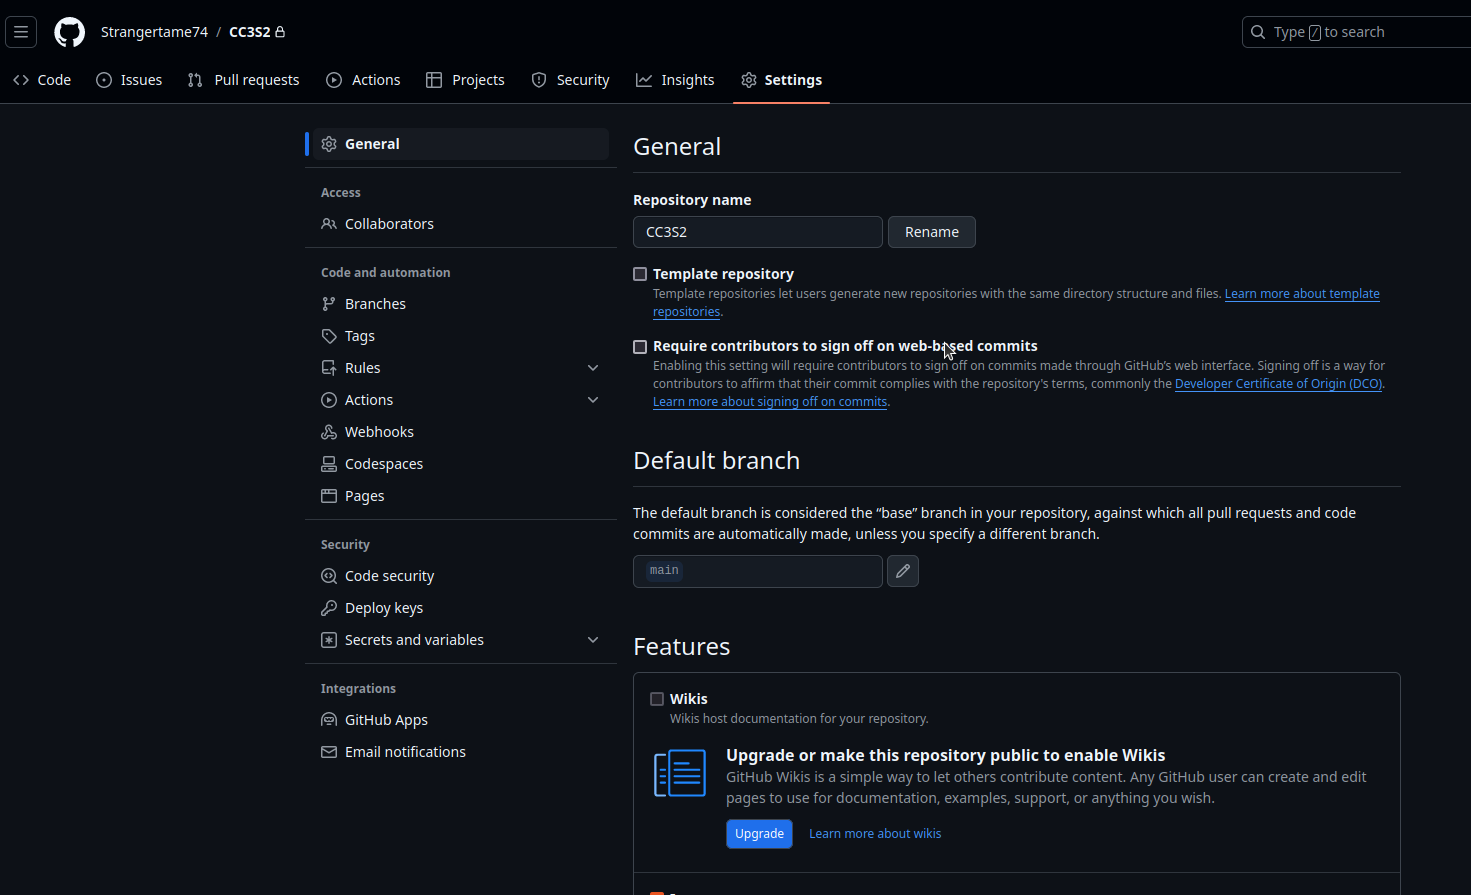 Strangertame74 / CC3S2
Type / to search
Code
Issues
Pull requests
Actions
Projects
Security
Insights
Settings
General
Access
Collaborators
Code and automation
Branches
Tags
Rules
Actions
Webhooks
Codespaces
Pages
Security
Code security
Deploy keys
Secrets and variables
Integrations
GitHub Apps
Email notifications
General
Repository name
CC3S2
Rename
Template repository
Template repositories let users generate new repositories with the same directory structure and files. Learn more about template
repositories.
Require contributors to sign off on web-based commits
Enabling this setting will require contributors to sign off on commits made through GitHub’s web interface. Signing off is a way for
contributors to affirm that their commit complies with the repository's terms, commonly the Developer Certificate of Origin (DCO).
Learn more about signing off on commits.
Default branch
The default branch is considered the “base” branch in your repository, against which all pull requests and code
commits are automatically made, unless you specify a different branch.
main
Features
Wikis
Wikis host documentation for your repository.
Upgrade or make this repository public to enable Wikis
GitHub Wikis is a simple way to let others contribute content. Any GitHub user can create and edit
pages to use for documentation, examples, support, or anything you wish.
Upgrade
Learn more about wikis